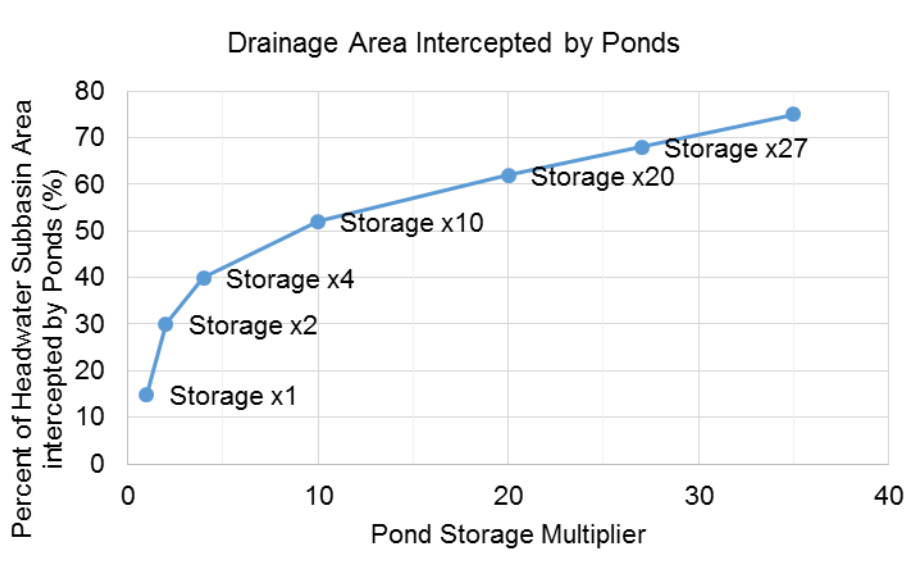 Drainage Area Intercepted by Ponds
Percent of Headwater Subbasin Area
intercepted by Ponds (%)
80
70
60
50
40
30
20
10
0
Storage x27
Storage x20
Storage x10
Storage x4
Storage x2
Storage x1
0 10 20 30 40
Pond Storage Multiplier